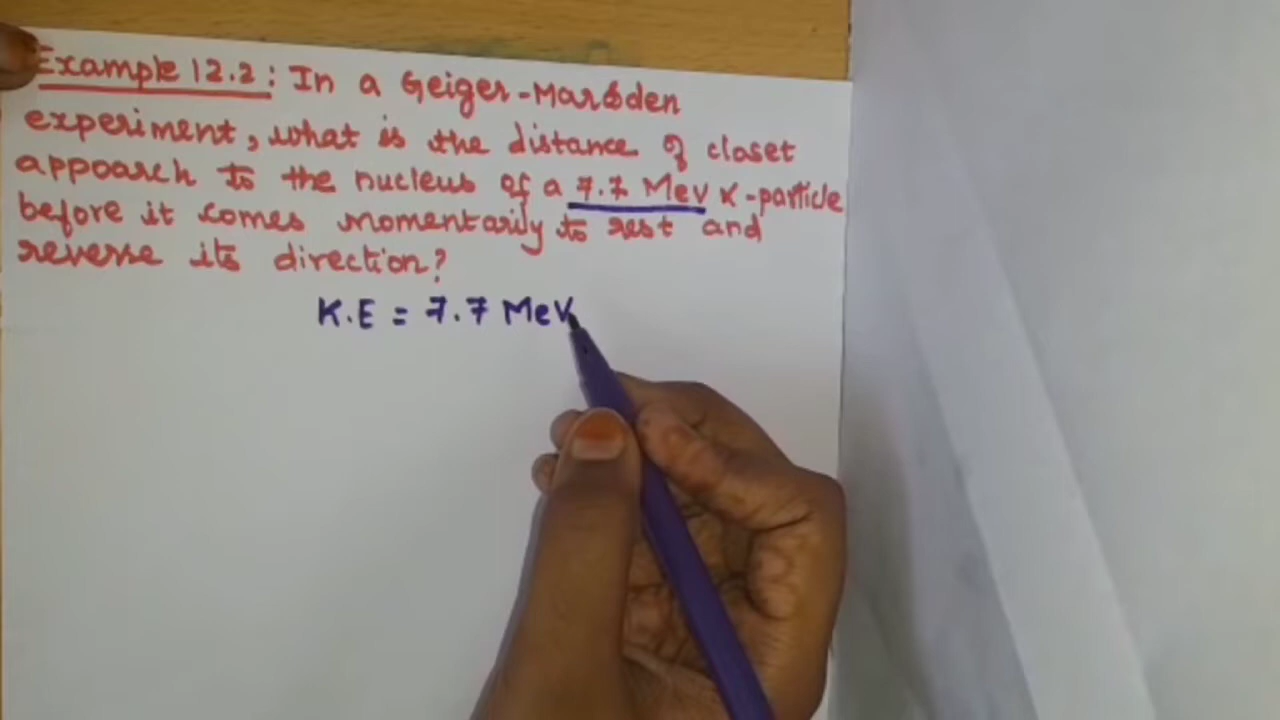 Example 12.2: In a Geiger-Marsden
experiment, what is the distance of closet
appoarch to the nucleus of a 7.7 MeV α-particle
before it comes momentarily to rest and
reverse its direction?
K.E = 7.7 MeV